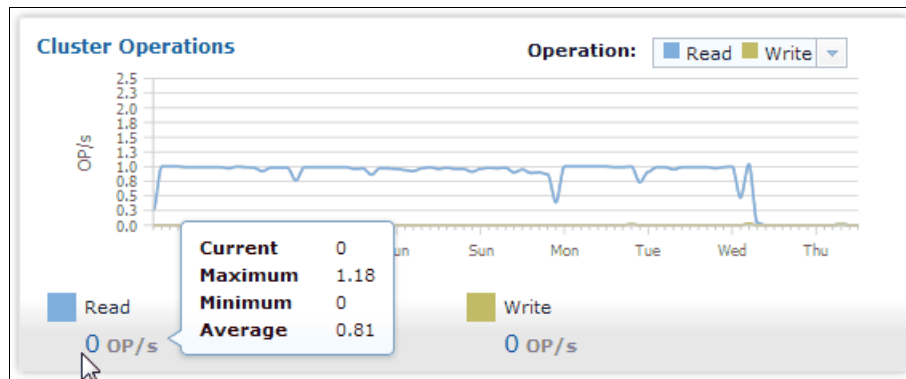 Cluster Operations
Operation: Read Write
2.5
2.3
2.0
1.8
1.5
1.3
1.0
0.8
0.5
0.3
0.0
OP/s
Sun Mon Tue Wed Thu
Current 0
Maximum 1.18
Minimum 0
Average 0.81
Read
0 OP/s
Write
0 OP/s